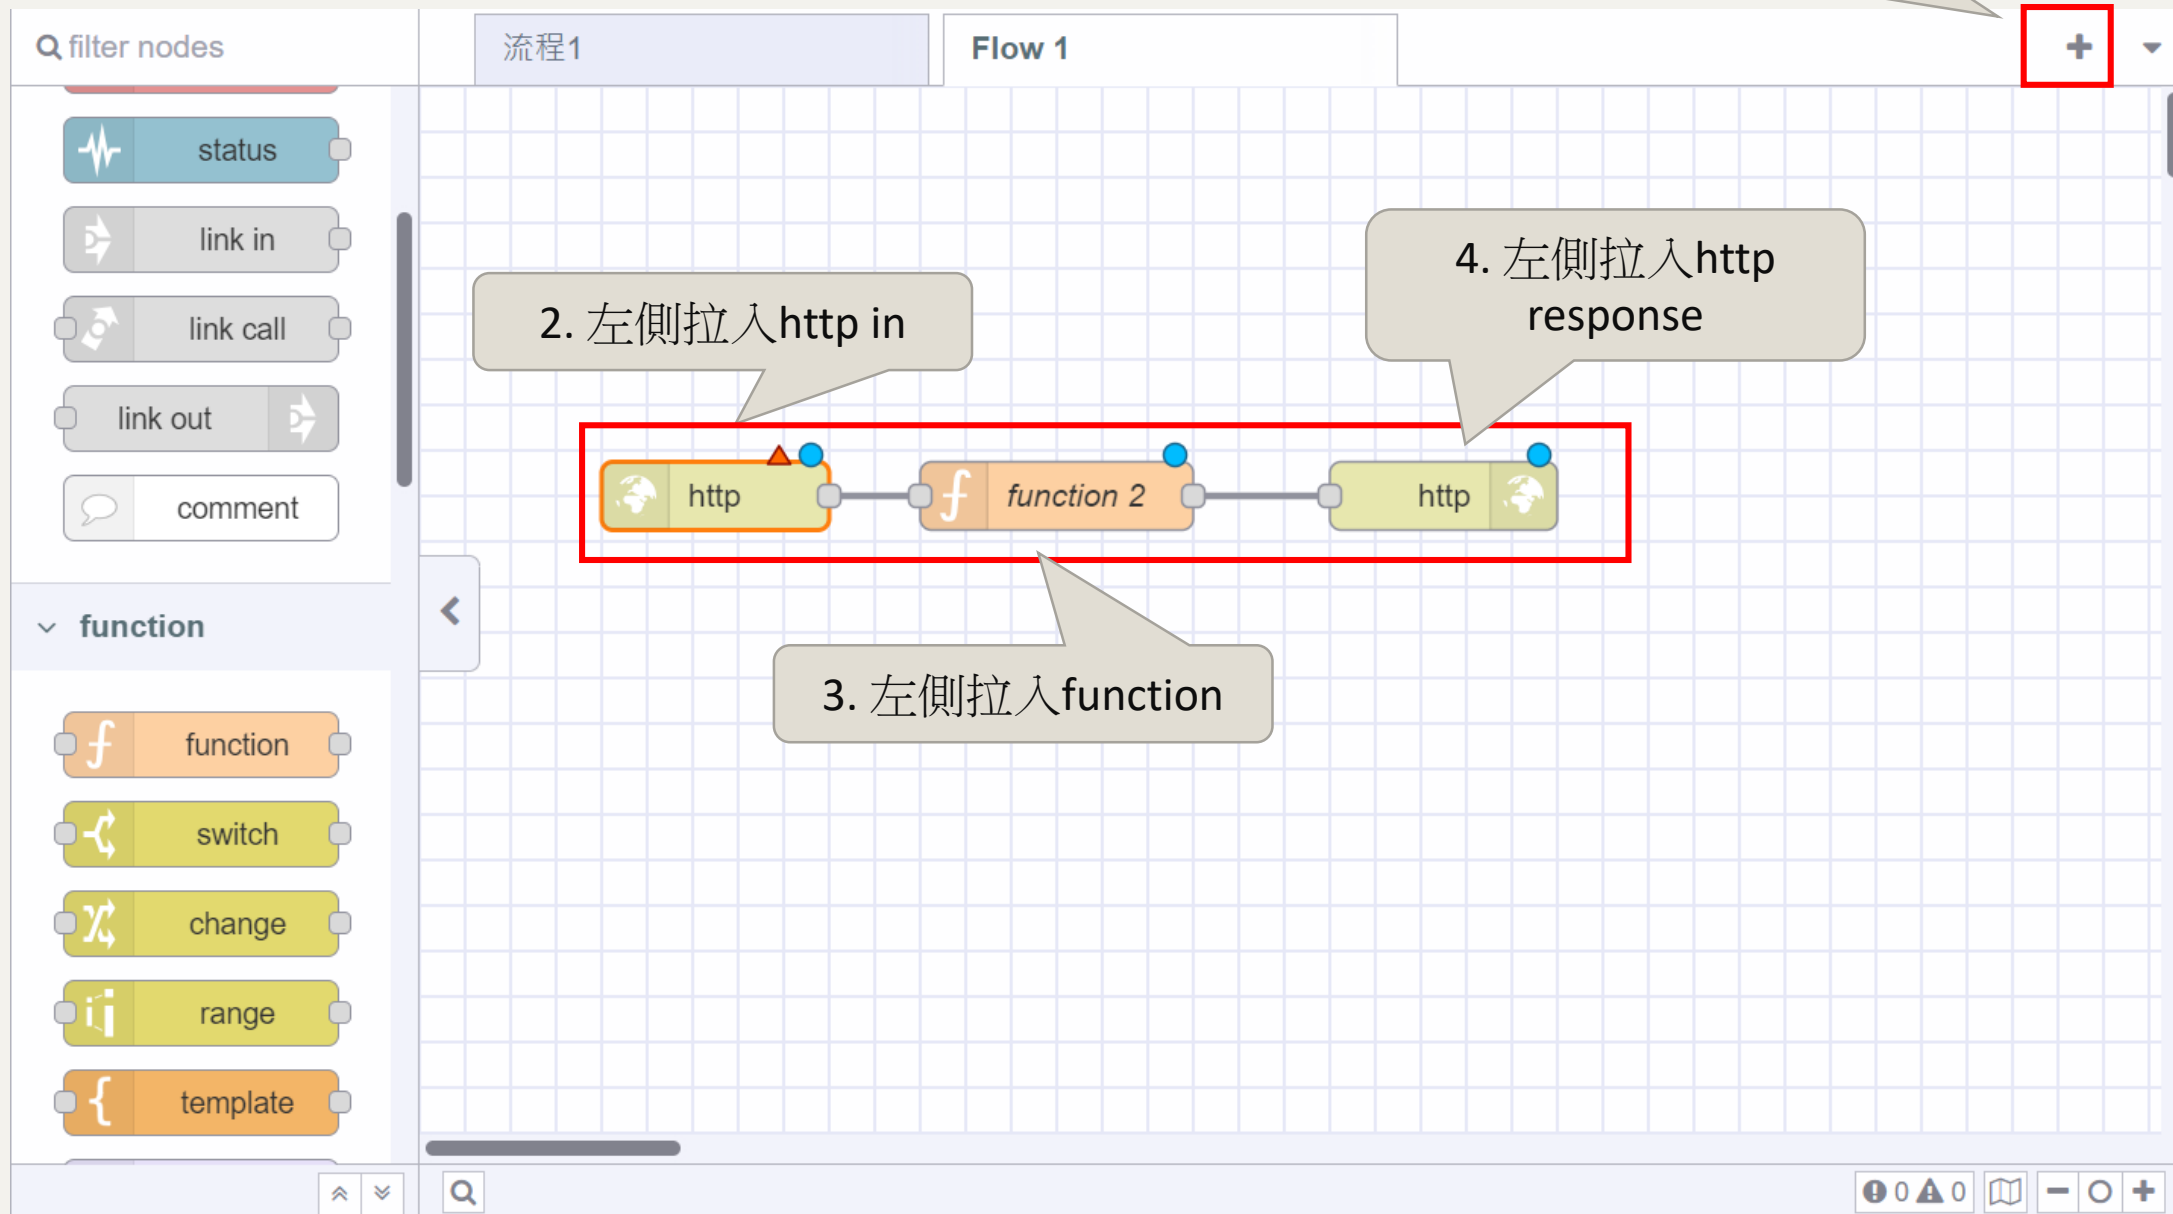 filter nodes
流程1
Flow 1
status
link in
link call
link out
comment
function
function
switch
change
range
template
2. 左側拉入http in
4. 左側拉入http
response
http
function 2
http
3. 左側拉入function
0
0